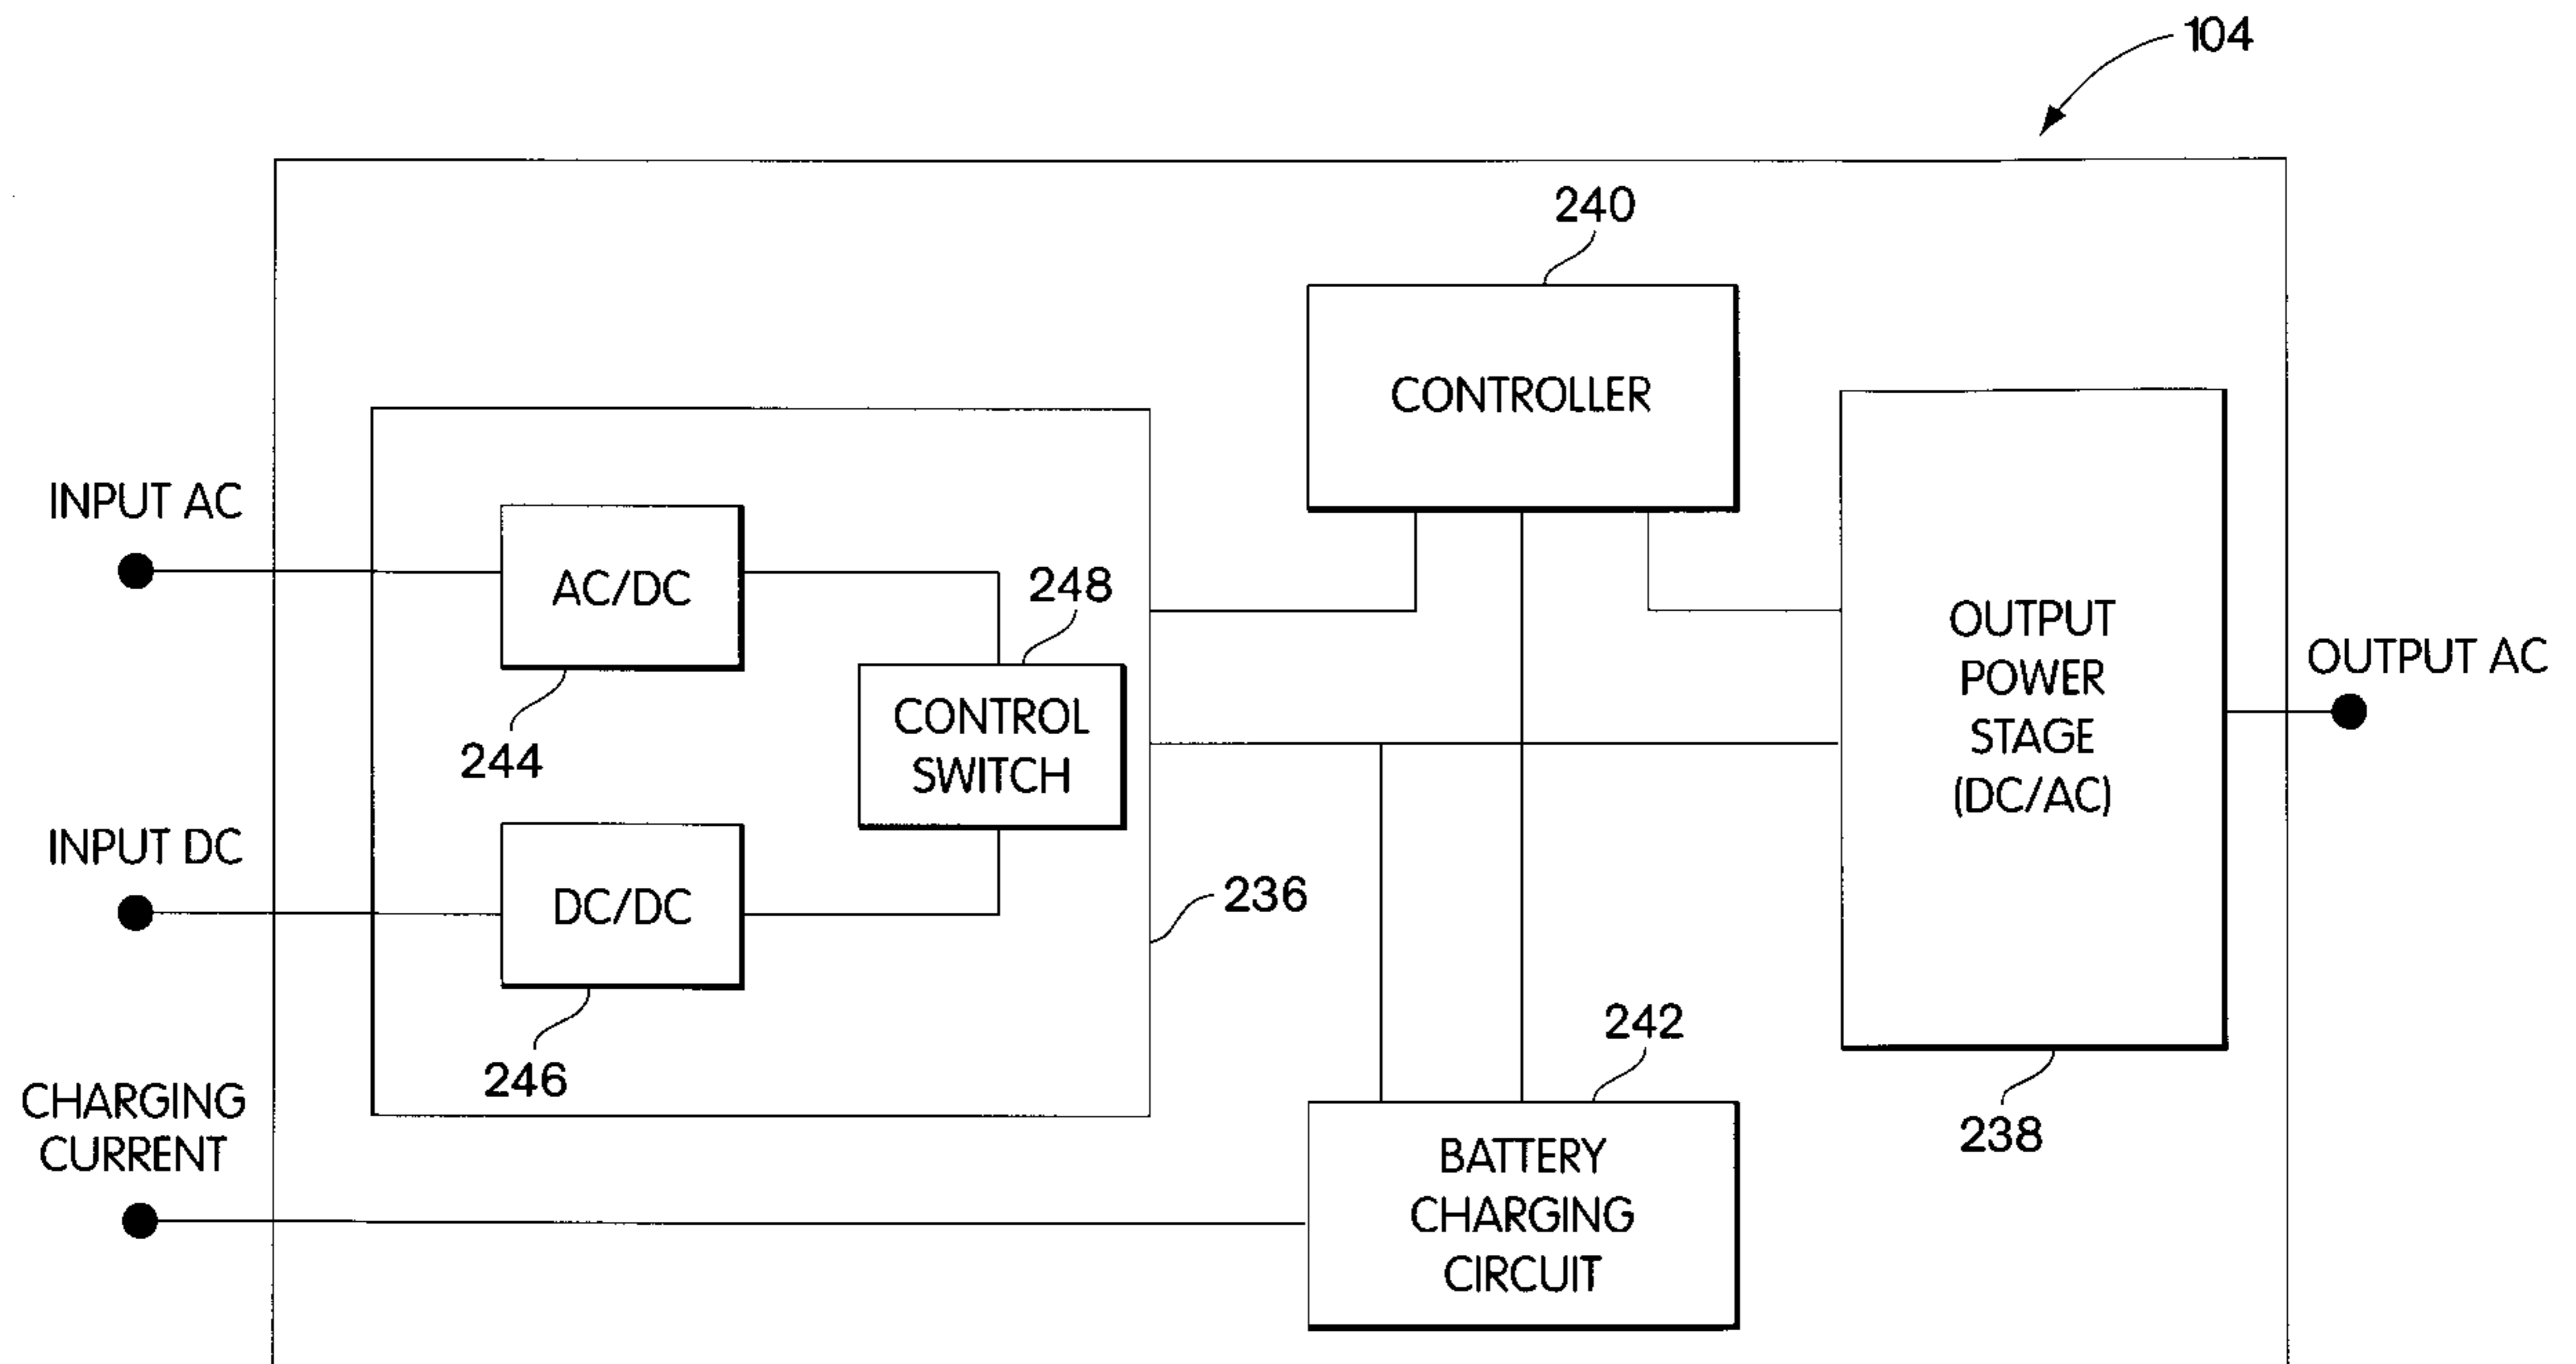 104
240
CONTROLLER
INPUT AC
AC/DC
248
244
CONTROL
SWITCH
OUTPUT
POWER
STAGE
(DC/AC)
OUTPUT AC
INPUT DC
DC/DC
236
246
242
238
CHARGING
CURRENT
BATTERY
CHARGING
CIRCUIT